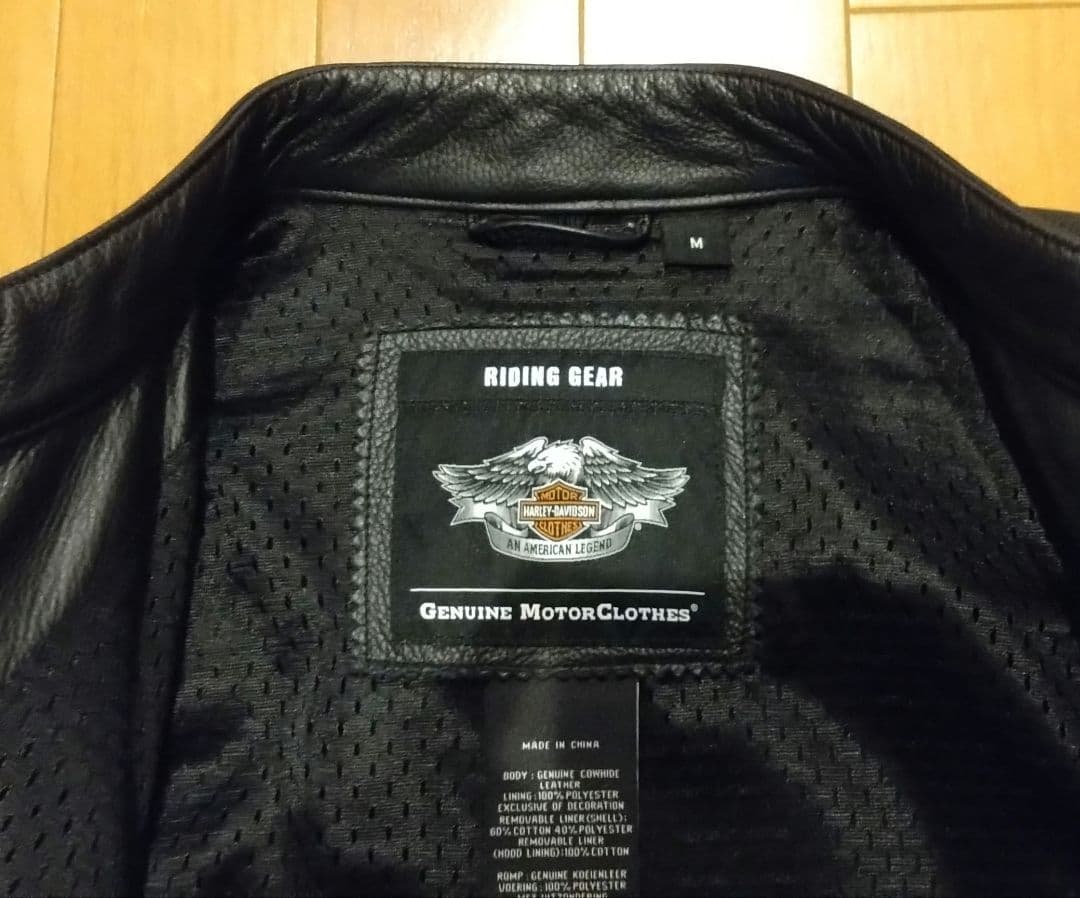 M
RIDING GEAR
MOTOR
HARLEY-DAVIDSON
CLOTHES
AN AMERICAN LEGEND
GENUINE MOTORCLOTHES®
MADE IN CHINA
BODY : GENUINE COWHIDE
LEATHER
LINING : 100% POLYESTER
EXCLUSIVE OF DECORATION
REMOVABLE LINER (SHELL):
60% COTTON 40% POLYESTER
REMOVABLE LINER
(HOOD LINING):100% COTTON
ROMP : GENUINE KOEIENLEER
VOERING : 100% POLYESTER